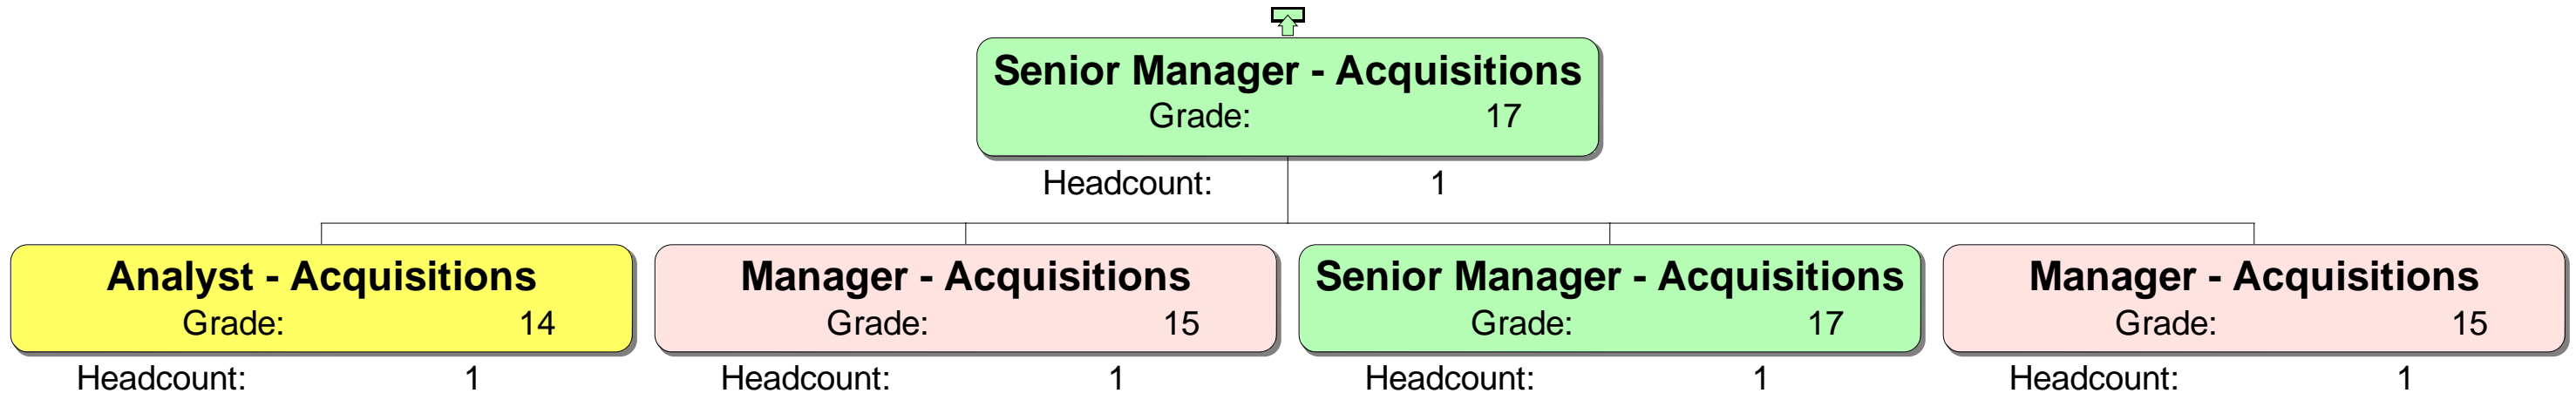 Senior Manager - Acquisitions
Grade: 17
Headcount: 1
Analyst - Acquisitions
Grade: 14
Headcount: 1
Manager - Acquisitions
Grade: 15
Headcount: 1
Senior Manager - Acquisitions
Grade: 17
Headcount: 1
Manager - Acquisitions
Grade: 15
Headcount: 1